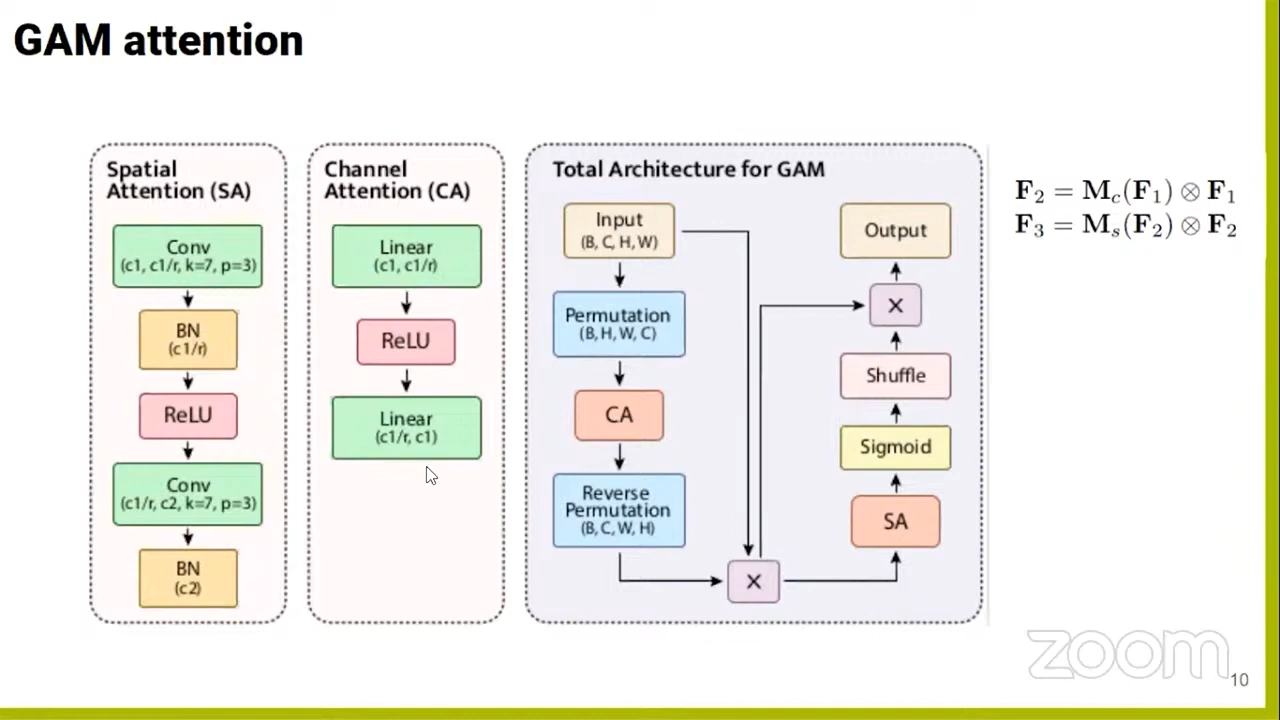 GAM attention
Spatial
Attention (SA)
Conv
(c1, c1/r, k=7, p=3)
BN
(c1/r)
ReLU
Conv
(c1/r, c2, k=7, p=3)
BN
(c2)
Channel
Attention (CA)
Linear
(c1, c1/r)
ReLU
Linear
(c1/r, c1)
Total Architecture for GAM
Input
(B, C, H, W)
Permutation
(B, H, W, C)
CA
Reverse
Permutation
(B, C, W, H)
X
Output
X
Shuffle
Sigmoid
SA
F₂ = M_c(F₁) ⊗ F₁
F₃ = M_s(F₂) ⊗ F₂
zoom
10